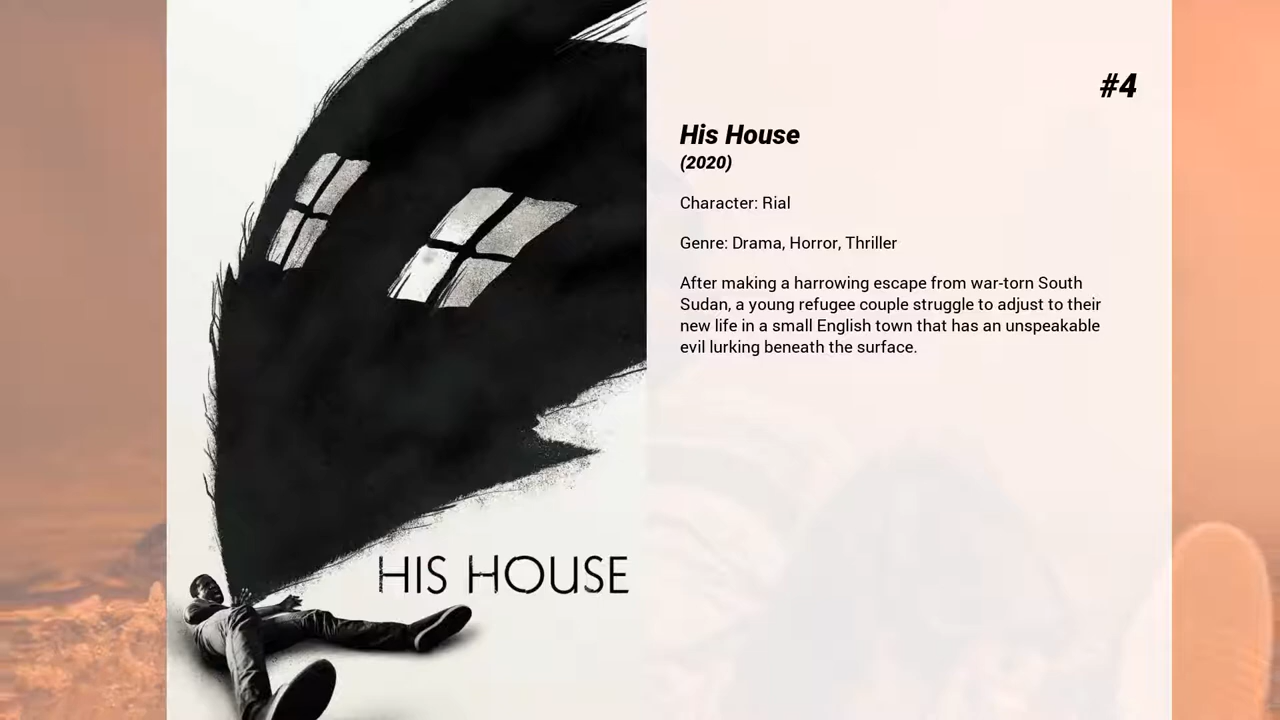 HIS HOUSE
#4
His House
(2020)
Character: Rial
Genre: Drama, Horror, Thriller
After making a harrowing escape from war-torn South
Sudan, a young refugee couple struggle to adjust to their
new life in a small English town that has an unspeakable
evil lurking beneath the surface.